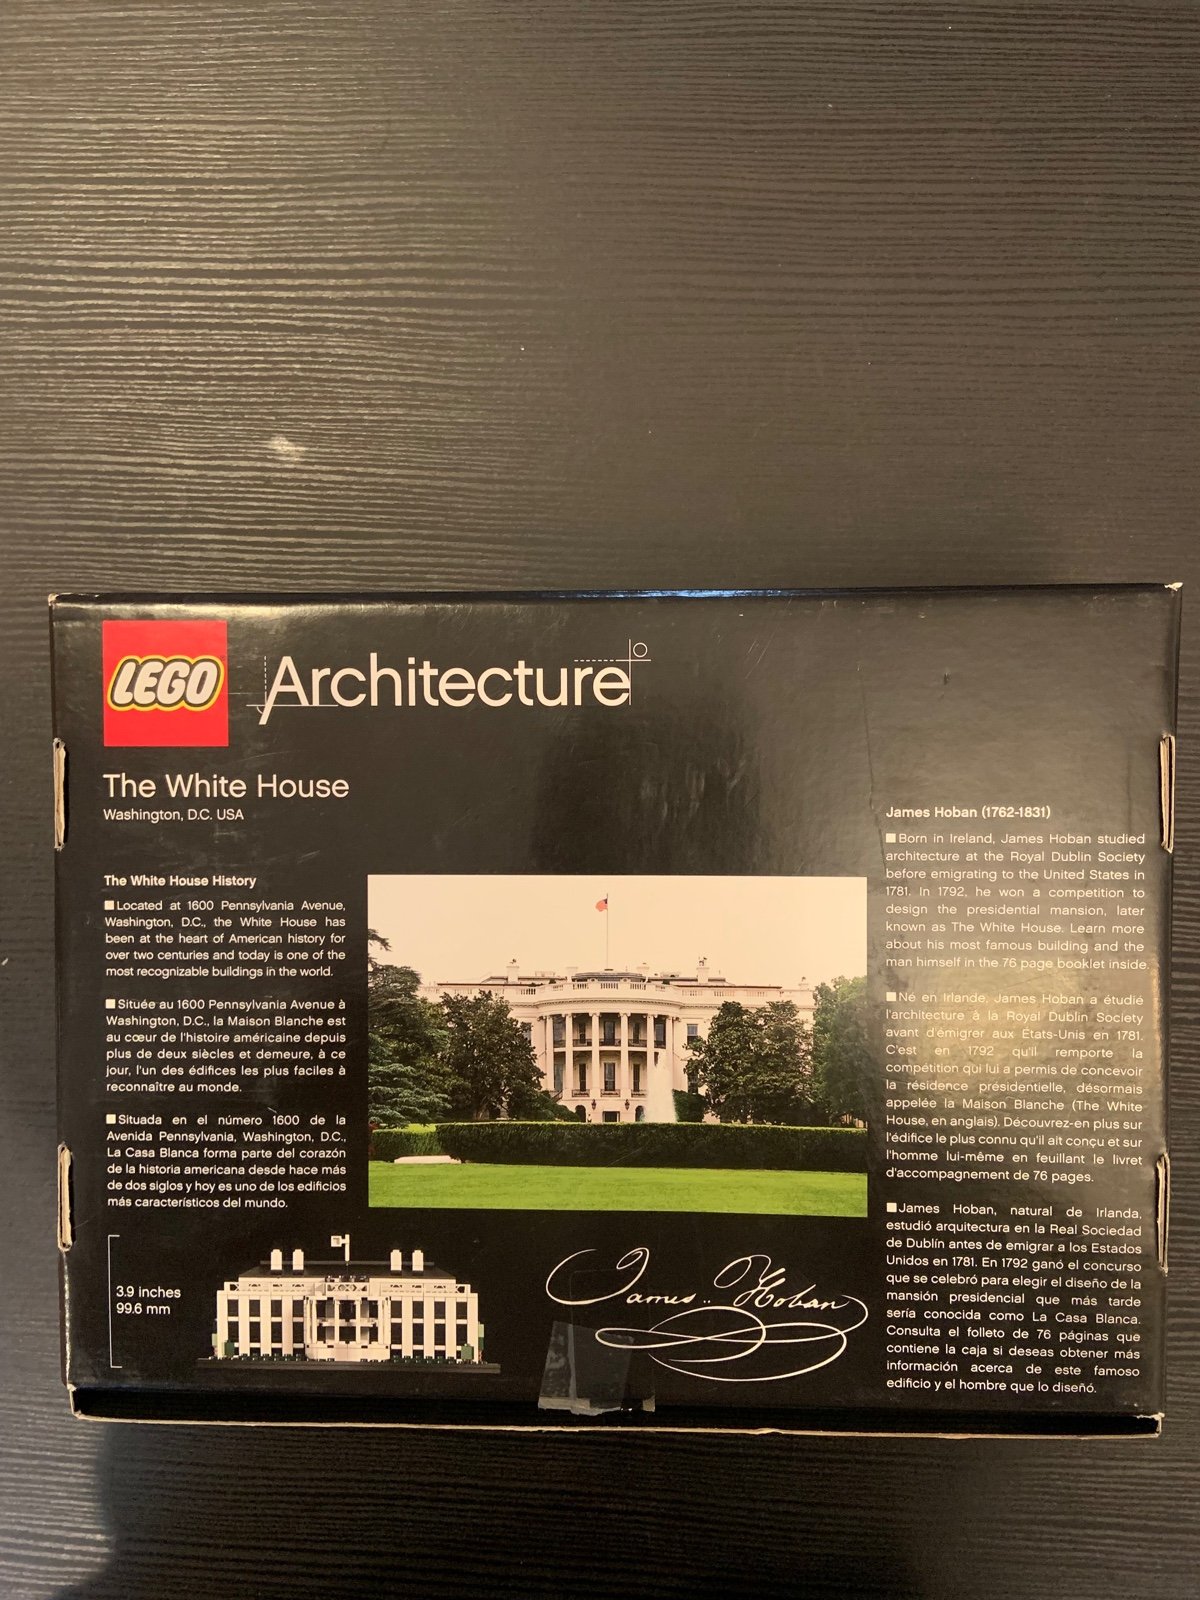 LEGO
Architecture
The White House
Washington, D.C. USA
The White House History
Located at 1600 Pennsylvania Avenue,
Washington, D.C., the White House has
been at the heart of American history for
over two centuries and today is one of the
most recognizable buildings in the world.
Située au 1600 Pennsylvania Avenue à
Washington, D.C., la Maison Blanche est
au cœur de l'histoire américaine depuis
plus de deux siècles et demeure, à ce
jour, l'un des édifices les plus faciles à
reconnaître au monde.
Situada en el número 1600 de la
Avenida Pennsylvania, Washington, D.C.,
La Casa Blanca forma parte del corazón
de la historia americana desde hace más
de dos siglos y hoy es uno de los edificios
más característicos del mundo.
3.9 inches
99.6 mm
James Hoban
James Hoban (1762-1831)
Born in Ireland, James Hoban studied
architecture at the Royal Dublin Society
before emigrating to the United States in
1781. In 1792, he won a competition to
design the presidential mansion, later
known as The White House. Learn more
about his most famous building and the
man himself in the 76 page booklet inside.
Né en Irlande, James Hoban a étudié
l'architecture à la Royal Dublin Society
avant d'émigrer aux États-Unis en 1781.
C'est en 1792 qu'il remporte la
compétition qui lui a permis de concevoir
la résidence présidentielle, désormais
appelée la Maison Blanche (The White
House, en anglais). Découvrez-en plus sur
l'édifice le plus connu qu'il ait conçu et sur
l'homme lui-même en feuillant le livret
d'accompagnement de 76 pages.
James Hoban, natural de Irlanda,
estudió arquitectura en la Real Sociedad
de Dublín antes de emigrar a los Estados
Unidos en 1781. En 1792 ganó el concurso
que se celebró para elegir el diseño de la
mansión presidencial que más tarde
sería conocida como La Casa Blanca.
Consulta el folleto de 76 páginas que
contiene la caja si deseas obtener más
información acerca de este famoso
edificio y el hombre que lo diseñó.